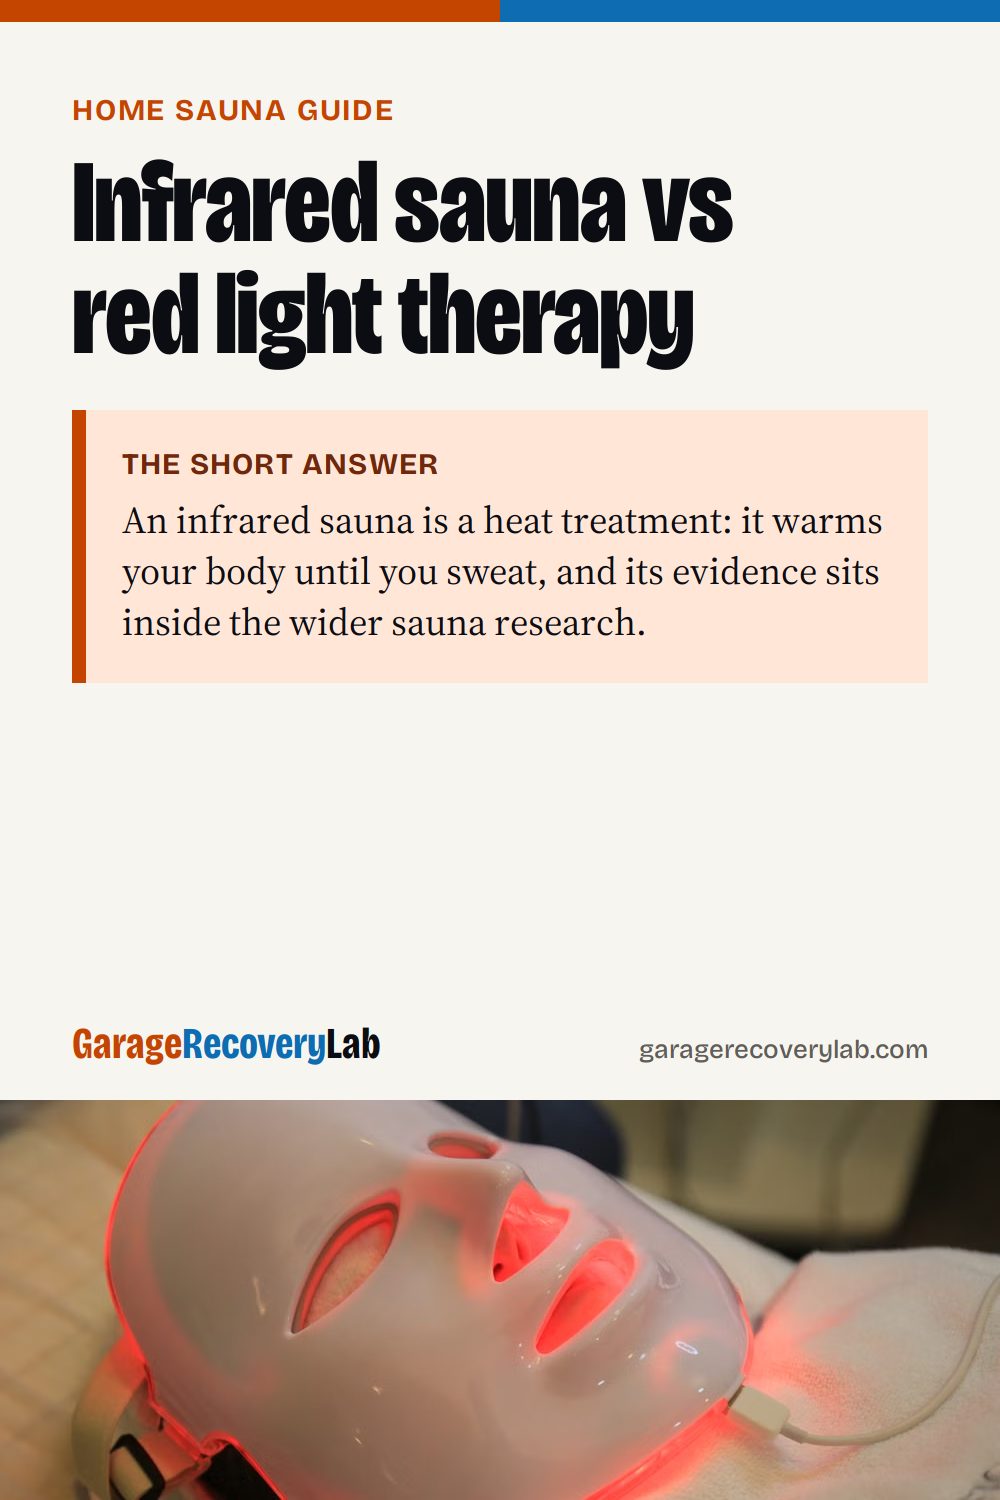 HOME SAUNA GUIDE
Infrared sauna vs
red light therapy
THE SHORT ANSWER
An infrared sauna is a heat treatment: it warms
your body until you sweat, and its evidence sits
inside the wider sauna research.
GarageRecoveryLab
garagerecoverylab.com